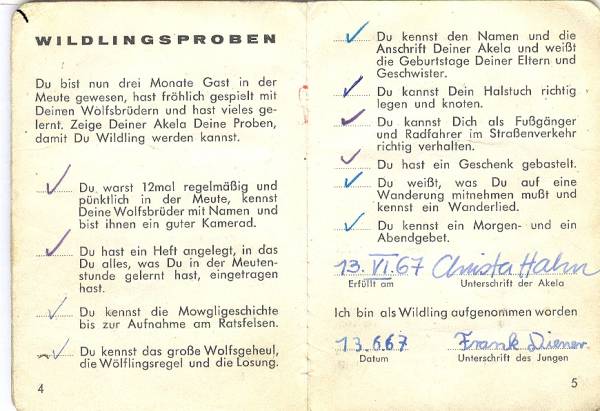 WILDLINGSPROBEN
Du bist nun drei Monate Gast in der
Meute gewesen, hast fröhlich gespielt mit
Deinen Wolfsbrüdern und hast vieles ge-
lernt. Zeige Deiner Akela Deine Proben,
damit Du Wildling werden kannst.
Du warst 12mal regelmäßig und
pünktlich in der Meute, kennst
Deine Wolfsbrüder mit Namen und
bist ihnen ein guter Kamerad.
Du hast ein Heft angelegt, in das
Du alles, was Du in der Meuten-
stunde gelernt hast, eingetragen
hast.
Du kennst die Mowgligeschichte
bis zur Aufnahme am Ratsfelsen.
Du kennst das große Wolfsgeheul,
die Wölflingsregel und die Losung.
4
Du kennst den Namen und die
Anschrift Deiner Akela und weißt
die Geburtstage Deiner Eltern und
Geschwister.
Du kannst Dein Halstuch richtig
legen und knoten.
Du kannst Dich als Fußgänger
und Radfahrer im Straßenverkehr
richtig verhalten.
Du hast ein Geschenk gebastelt.
Du weißt, was Du auf eine
Wanderung mitnehmen mußt und
kennst ein Wanderlied.
Du kennst ein Morgen- und ein
Abendgebet.
13. VI. 67 Christa Hahn
Erfüllt am Unterschrift der Akela
Ich bin als Wildling aufgenommen worden
13.6.67 Frank Diener
Datum Unterschrift des Jungen
5